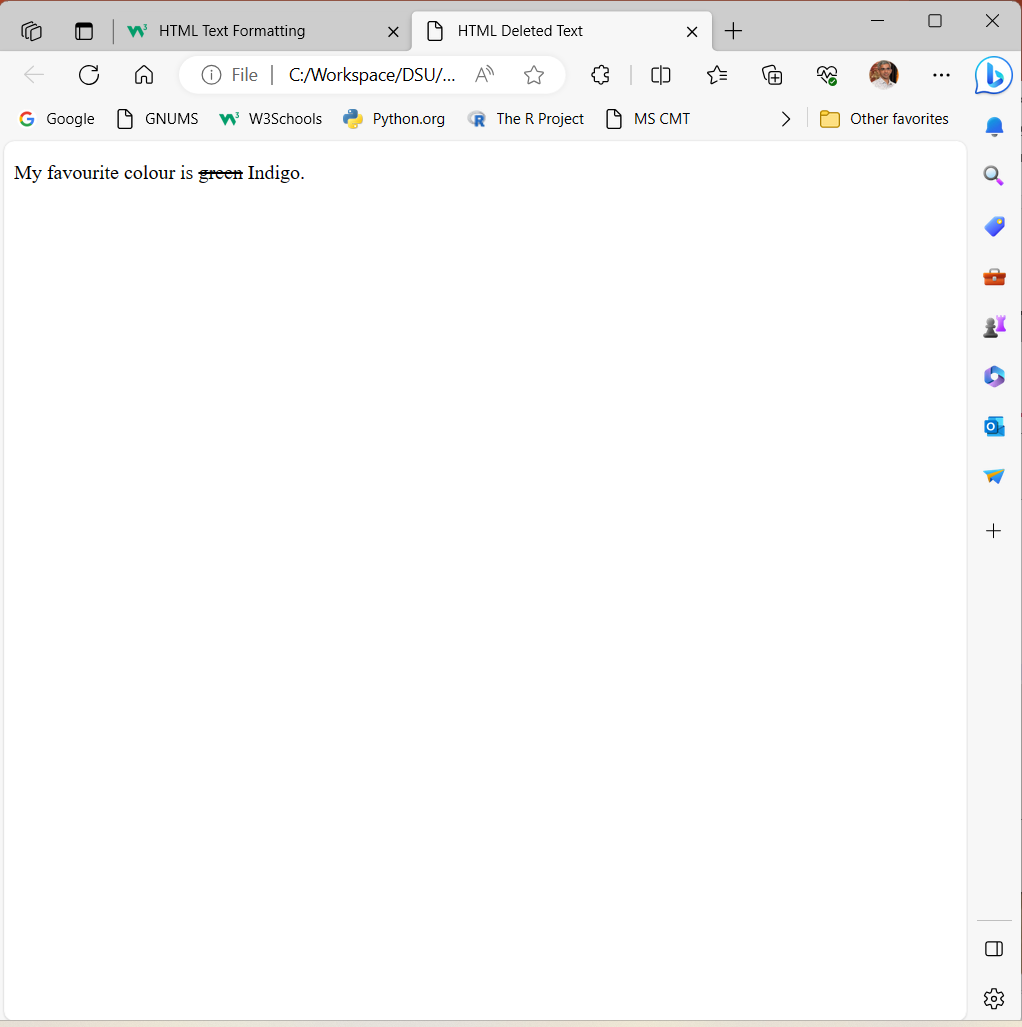 HTML Text Formatting
HTML Deleted Text
File
C:/Workspace/DSU/...
Google
GNUMS
W3Schools
Python.org
The R Project
MS CMT
Other favorites
My favourite colour is green Indigo.